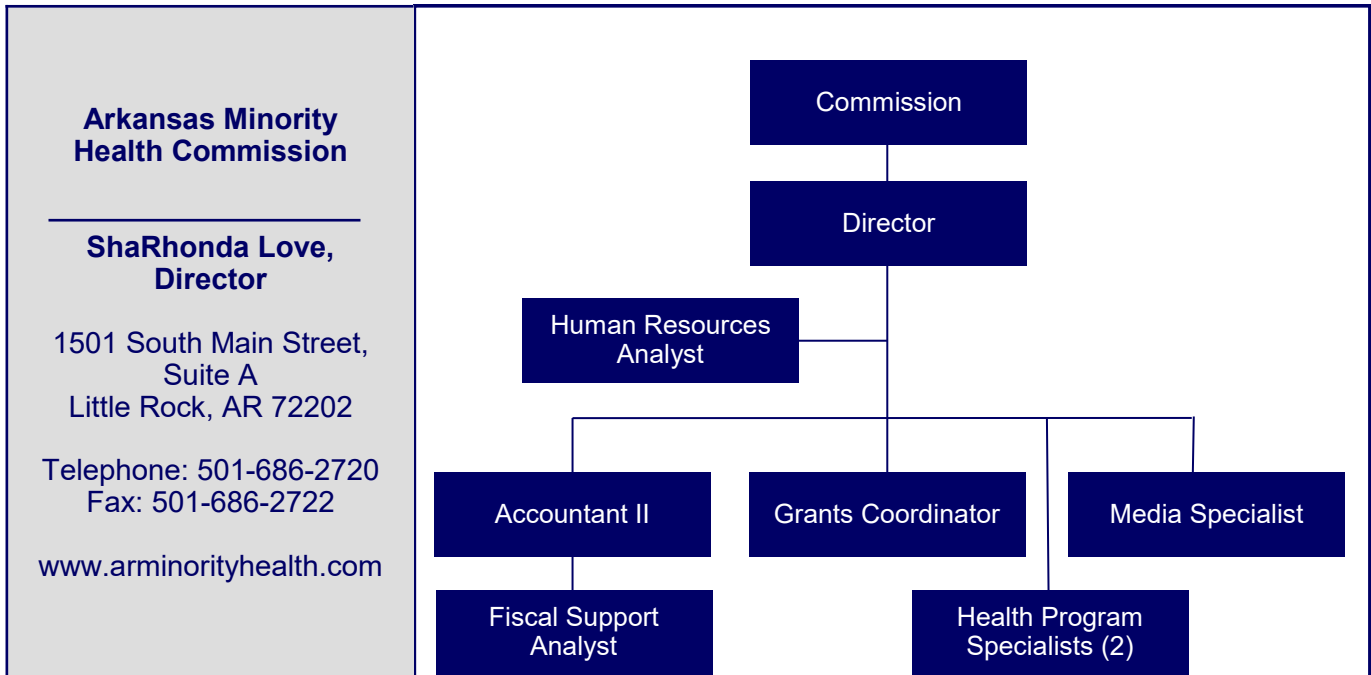 Arkansas Minority
Health Commission
ShaRhonda Love,
Director
1501 South Main Street,
Suite A
Little Rock, AR 72202
Telephone: 501-686-2720
Fax: 501-686-2722
www.arminorityhealth.com
Commission
Director
Human Resources
Analyst
Accountant II
Grants Coordinator
Media Specialist
Fiscal Support
Analyst
Health Program
Specialists (2)